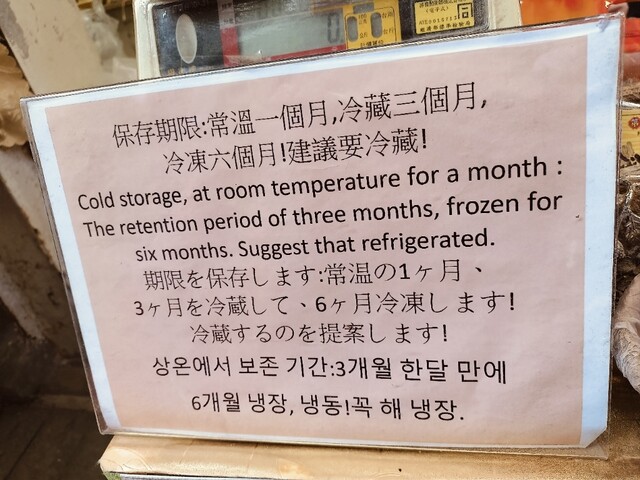 保存期限:常溫一個月,冷藏三個月,
冷凍六個月!建議要冷藏!
Cold storage, at room temperature for a month :
The retention period of three months, frozen for
six months. Suggest that refrigerated.
期限を保存します:常温の1ヶ月、
3ヶ月を冷蔵して、6ヶ月冷凍し ます!
冷蔵するのを提案し ます!
상온에서 보존 기간:3개월 한달 만에
6개월 냉장, 냉동!꼭 해 냉장.